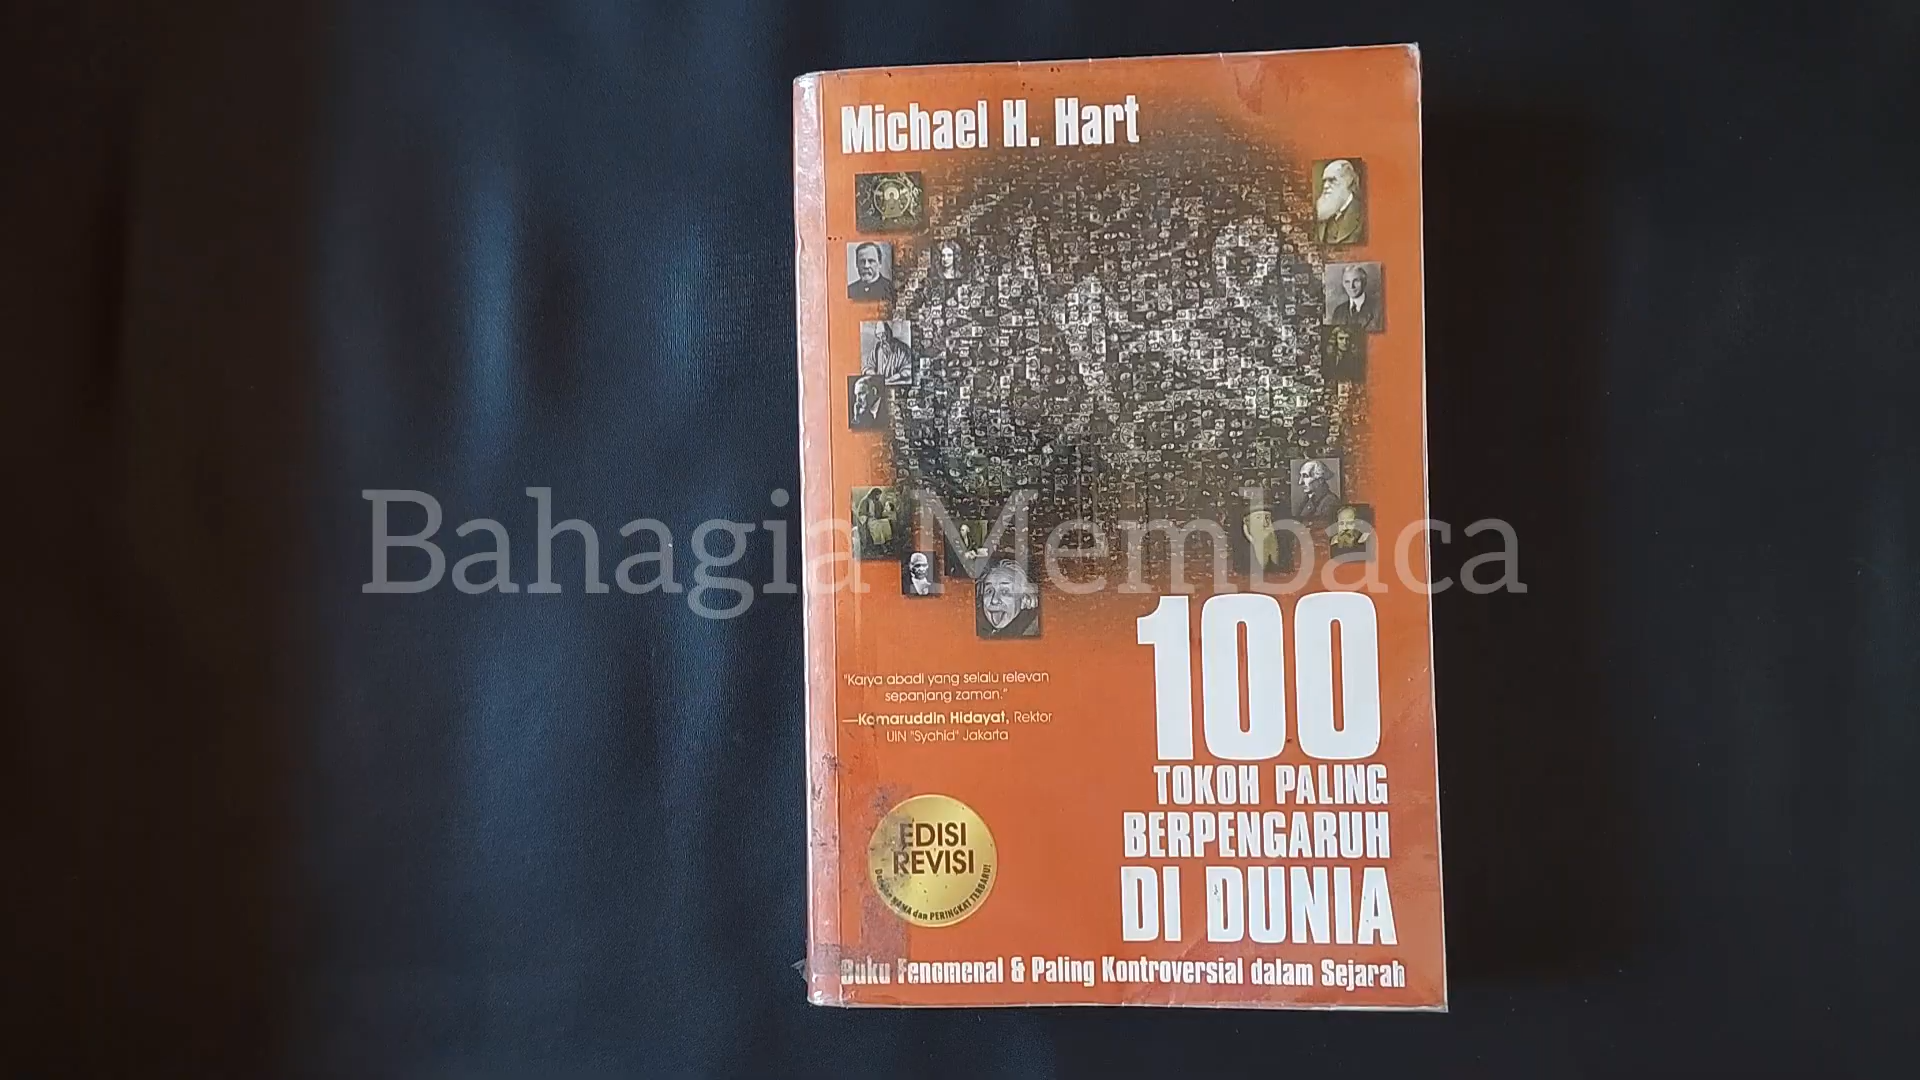 Michael H. Hart
Bahagia Membaca
100
TOKOH PALING
BERPENGARUH
DI DUNIA
"Karya abadi yang selalu relevan
sepanjang zaman."
—Komaruddin Hidayat, Rektor
UIN "Syahid" Jakarta
EDISI
REVISI
Dengan NAMA dan PERINGKAT TERBARU!
Buku Fenomenal & Paling Kontroversial dalam Sejarah